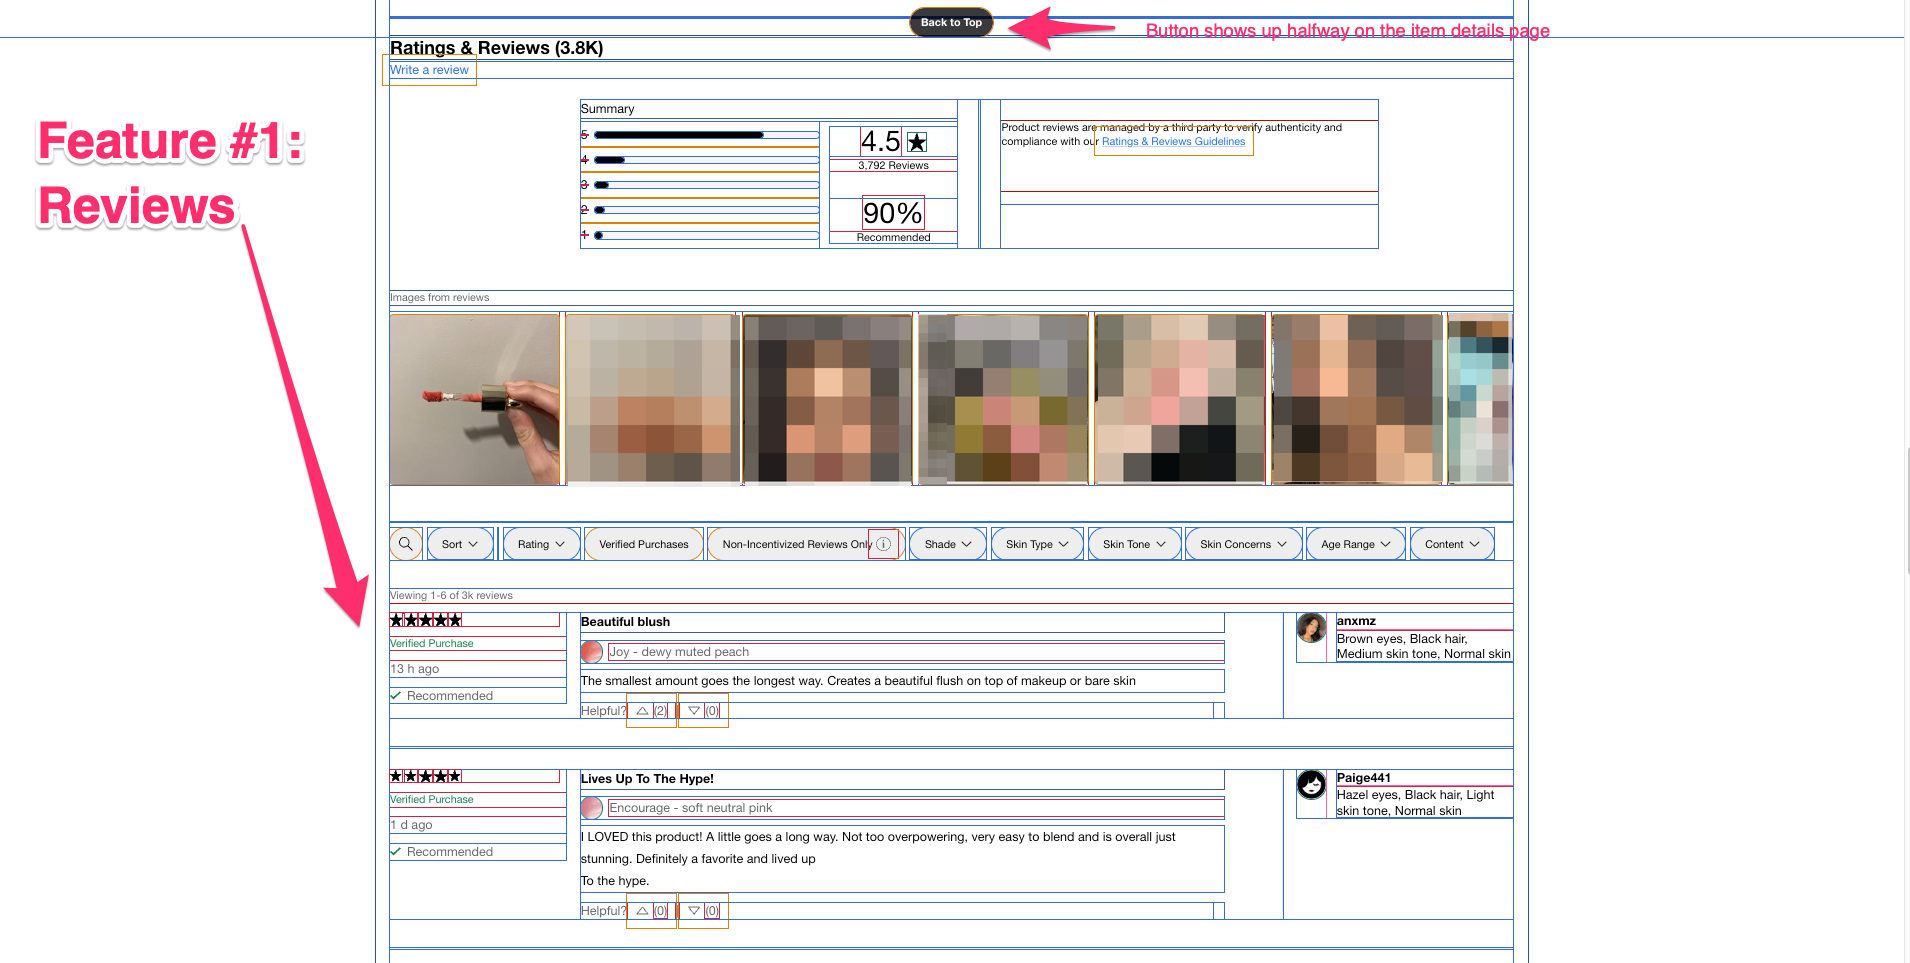 Back to Top
Button shows up halfway on the item details page
Ratings & Reviews (3.8K)
Write a review
Feature #1:
Reviews
Summary
5
4
3
2
1
4.5 ★
3,792 Reviews
90%
Recommended
Product reviews are managed by a third party to verify authenticity and
compliance with our Ratings & Reviews Guidelines
Images from reviews
Sort
Rating
Verified Purchases
Non-Incentivized Reviews Only
Shade
Skin Type
Skin Tone
Skin Concerns
Age Range
Content
Viewing 1-6 of 3k reviews
★★★★★
Verified Purchase
13 h ago
✓ Recommended
Beautiful blush
Joy - dewy muted peach
The smallest amount goes the longest way. Creates a beautiful flush on top of makeup or bare skin
Helpful? △ (2) ▽ (0)
anxmz
Brown eyes, Black hair,
Medium skin tone, Normal skin
★★★★★
Verified Purchase
1 d ago
✓ Recommended
Lives Up To The Hype!
Encourage - soft neutral pink
I LOVED this product! A little goes a long way. Not too overpowering, very easy to blend and is overall just
stunning. Definitely a favorite and lived up
To the hype.
Helpful? △ (0) ▽ (0)
Paige441
Hazel eyes, Black hair, Light
skin tone, Normal skin